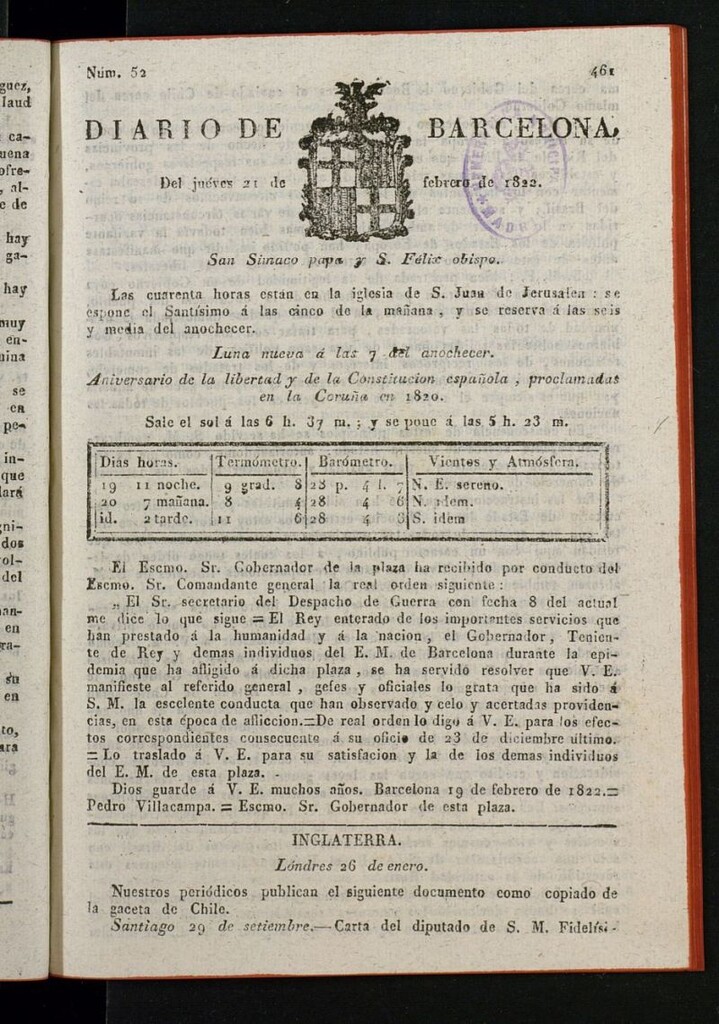 Núm. 52 461
DIARIO DE BARCELONA,
Del juéves 21 de febrero de 1822.
San Simaco papa y S. Félix obispo.
Las cuarenta horas están en la iglesia de S. Juan de Jerusalen : se
espone el Santísimo á las cinco de la mañana, y se reserva á las seis
y media del anochecer.
Luna nueva á las 7 del anochecer.
Aniversario de la libertad y de la Constitucion española, proclamadas
en la Coruña en 1820.
Sale el sol á las 6 h. 37 m.; y se pone á las 5 h. 23 m.
Dias horas. Termómetro. Barómetro. Vientos y Atmósfera.
19 11 noche. 9 grad. 8 28 p. 4 l. 7 N. E. sereno.
20 7 mañana. 8 4 28 4 6 N. idem.
id. 2 tarde. 11 6 28 4 8 S. idem
El Escmo. Sr. Gobernador de la plaza ha recibido por conducto del
Escmo. Sr. Comandante general la real orden siguiente:
„El Sr. secretario del Despacho de Guerra con fecha 8 del actual
me dice lo que sigue = El Rey enterado de los importantes servicios que
han prestado á la humanidad y á la nacion, el Gobernador, Tenien-
te de Rey y demas individuos del E. M. de Barcelona durante la epi-
demia que ha afligido á dicha plaza, se ha servido resolver que V. E.
manifieste al referido general, gefes y oficiales lo grata que ha sido á
S. M. la escelente conducta que han observado y celo y acertadas providen-
cias, en esta época de afliccion.=De real orden lo digo á V. E. para los efec-
tos correspondientes consecuente á su oficio de 23 de diciembre último.
= Lo traslado á V. E. para su satisfaccion y la de los demas individuos
del E. M. de esta plaza. -
Dios guarde á V. E. muchos años. Barcelona 19 de febrero de 1822.=
Pedro Villacampa. = Escmo. Sr. Gobernador de esta plaza.
INGLATERRA.
Lóndres 26 de enero.
Nuestros periódicos publican el siguiente documento como copiado de
la gaceta de Chile.
Santiago 29 de setiembre.—Carta del diputado de S. M. Fidelísi-